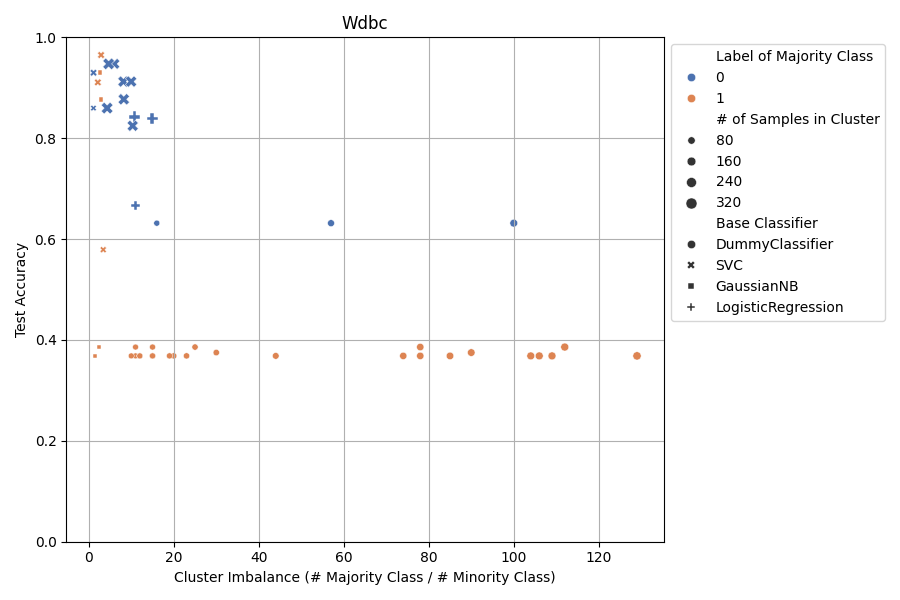 Wdbc
1.0
0.8
0.6
0.4
0.2
0.0
Test Accuracy
0
20
40
60
80
100
120
Cluster Imbalance (# Majority Class / # Minority Class)
Label of Majority Class
0
1
# of Samples in Cluster
80
160
240
320
Base Classifier
DummyClassifier
SVC
GaussianNB
LogisticRegression